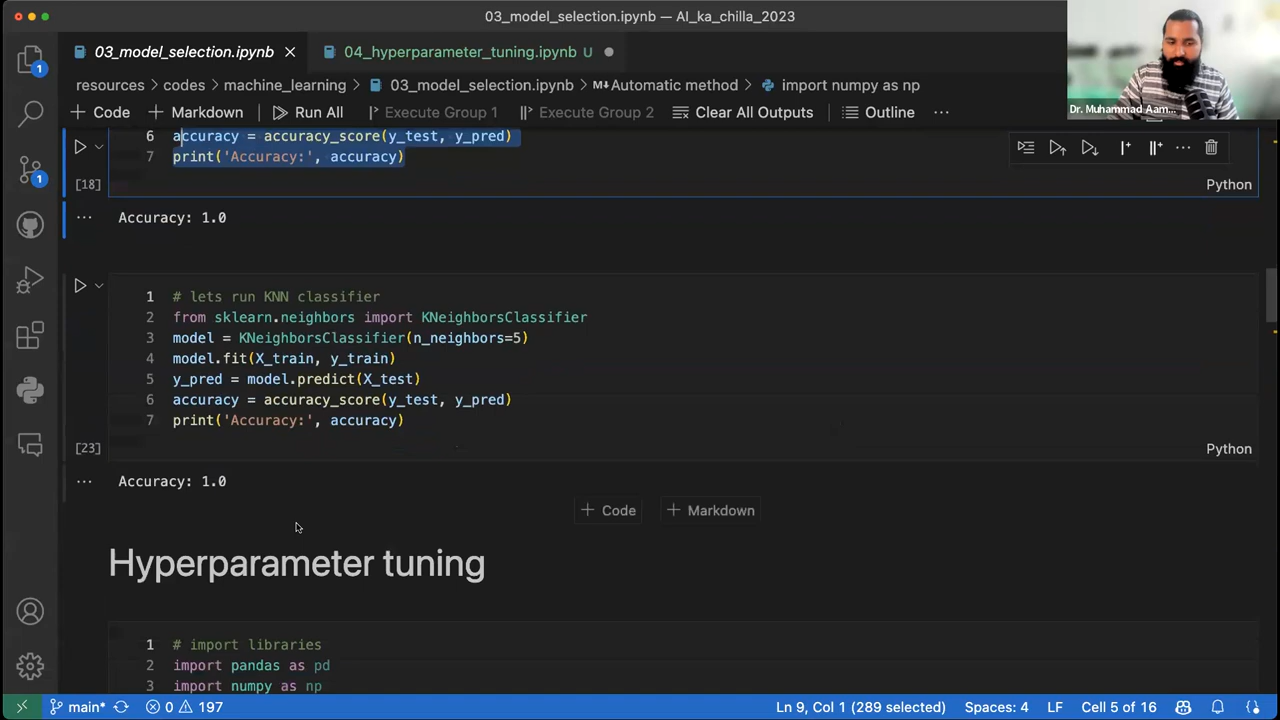 03_model_selection.ipynb — AI_ka_chilla_2023
03_model_selection.ipynb
04_hyperparameter_tuning.ipynb U
resources > codes > machine_learning > 03_model_selection.ipynb > M↓Automatic method > import numpy as np
+ Code + Markdown Run All Execute Group 1 Execute Group 2 Clear All Outputs Outline ...
Dr. Muhammad Aam...
6 accuracy = accuracy_score(y_test, y_pred)
7 print('Accuracy:', accuracy)
[18]
Python
... Accuracy: 1.0
1 # lets run KNN classifier
2 from sklearn.neighbors import KNeighborsClassifier
3 model = KNeighborsClassifier(n_neighbors=5)
4 model.fit(X_train, y_train)
5 y_pred = model.predict(X_test)
6 accuracy = accuracy_score(y_test, y_pred)
7 print('Accuracy:', accuracy)
[23]
Python
... Accuracy: 1.0
+ Code + Markdown
Hyperparameter tuning
1 # import libraries
2 import pandas as pd
3 import numpy as np
1
1
main* 0 197 Ln 9, Col 1 (289 selected) Spaces: 4 LF Cell 5 of 16